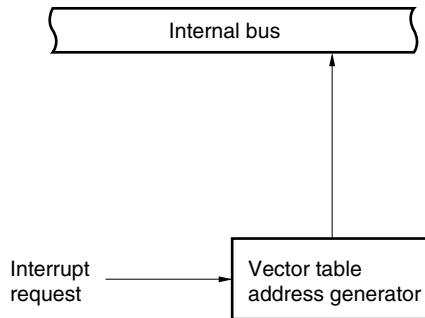 Internal bus
Interrupt
request
Vector table
address generator